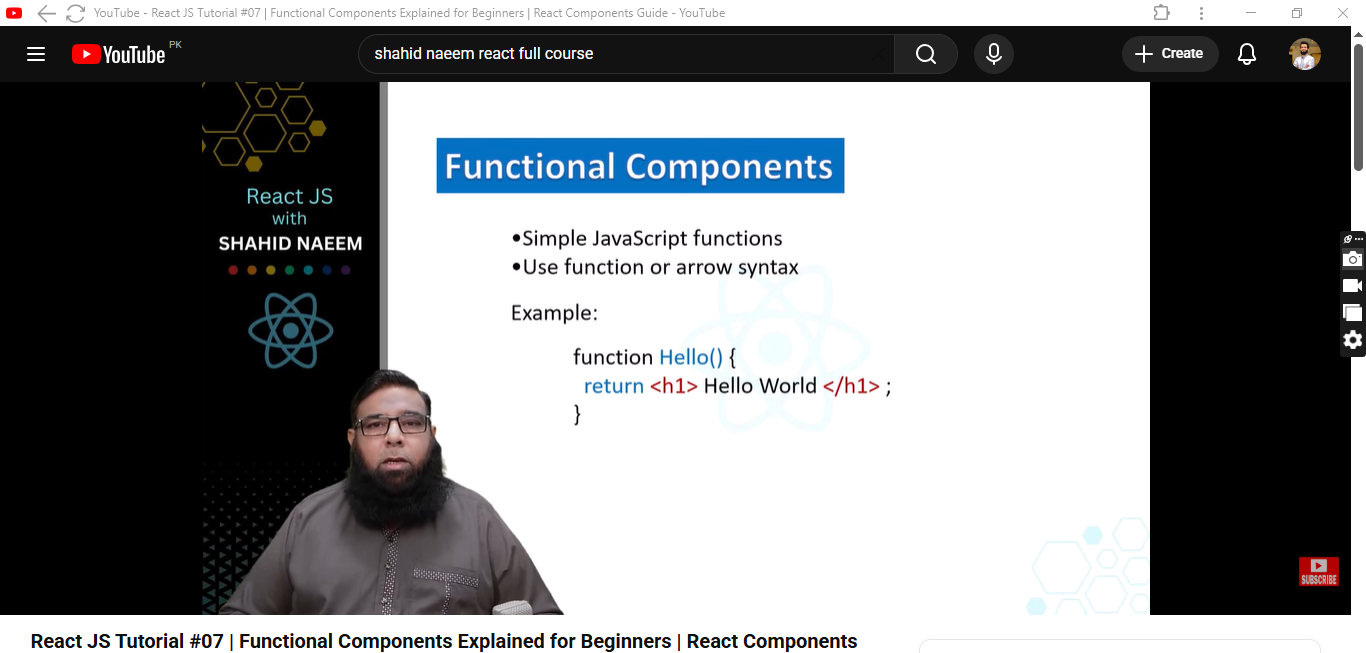 YouTube - React JS Tutorial #07 | Functional Components Explained for Beginners | React Components Guide - YouTube
YouTube PK
shahid naeem react full course
Create
React JS
with
SHAHID NAEEM
Functional Components
•Simple JavaScript functions
•Use function or arrow syntax
Example:
function Hello() {
return <h1> Hello World </h1> ;
}
SUBSCRIBE
React JS Tutorial #07 | Functional Components Explained for Beginners | React Components